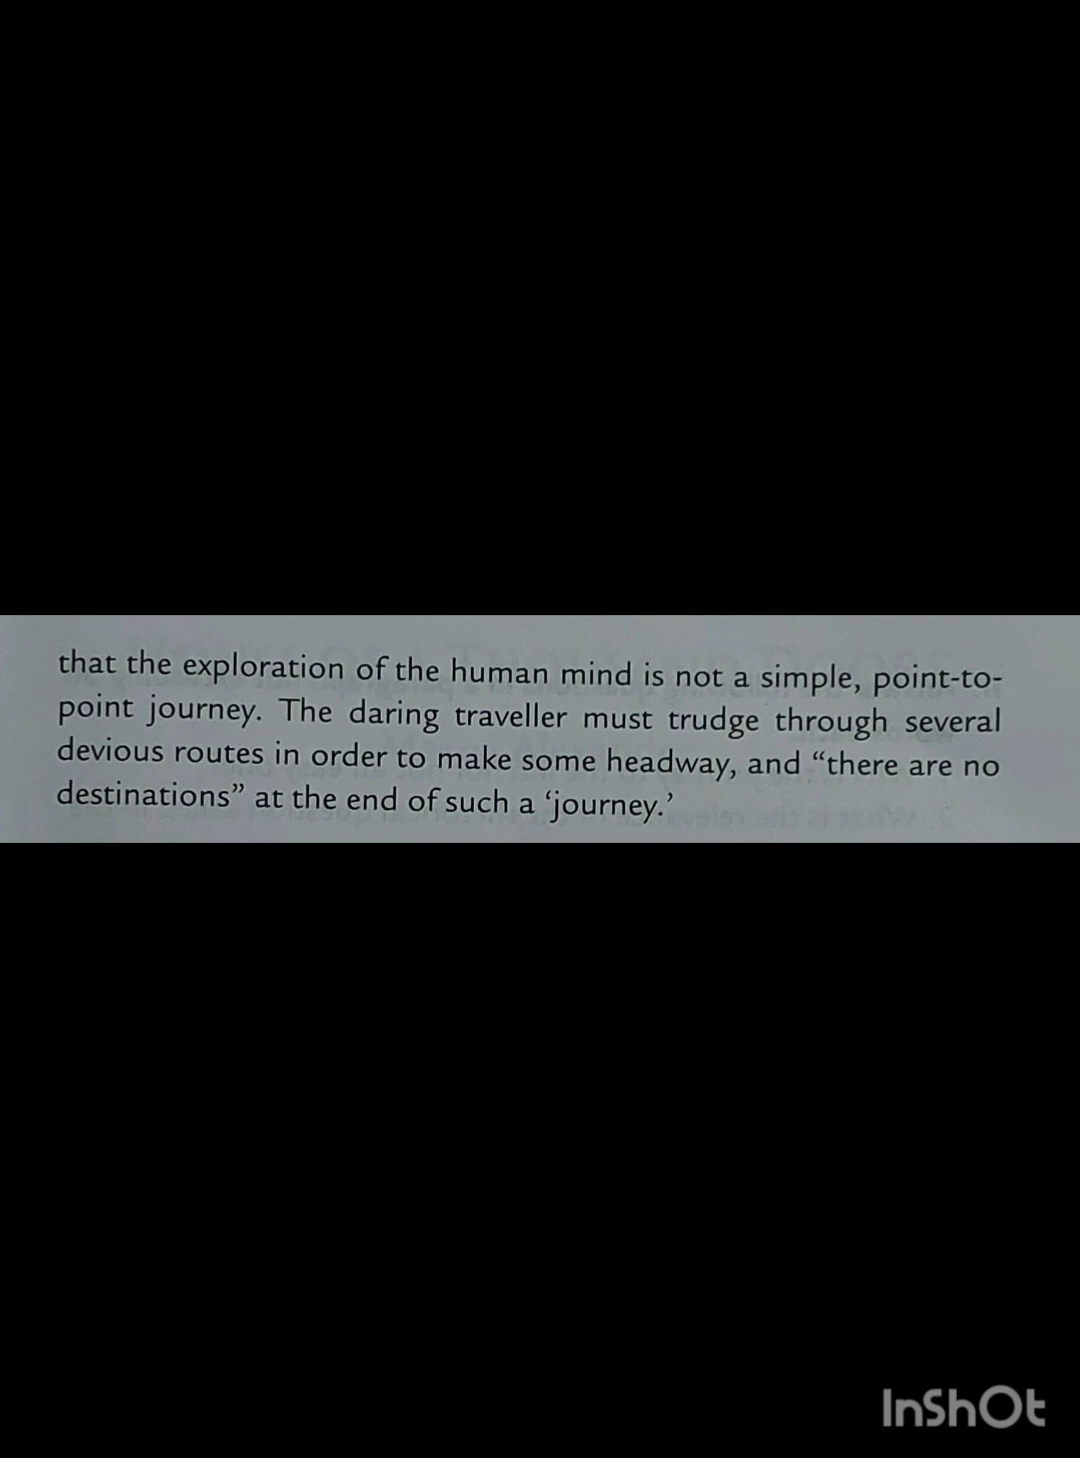 that the exploration of the human mind is not a simple, point-to-
point journey. The daring traveller must trudge through several
devious routes in order to make some headway, and “there are no
destinations” at the end of such a ‘journey.’
InShOt